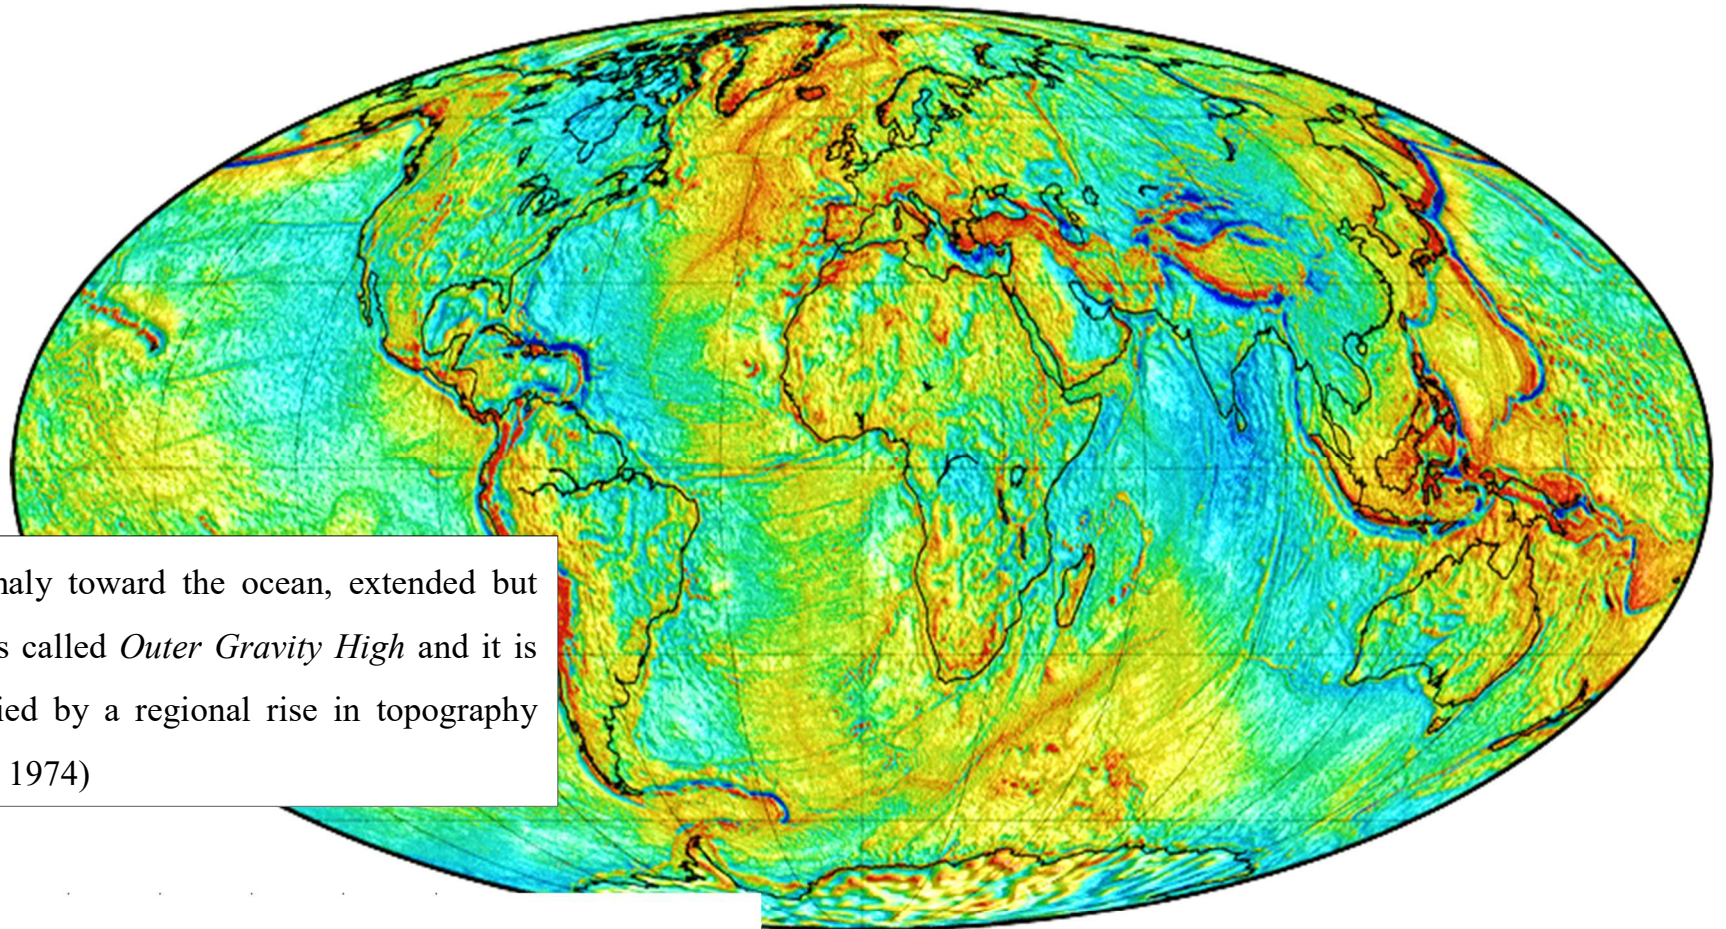 naly toward the ocean, extended but
s called Outer Gravity High and it is
ied by a regional rise in topography
1974)